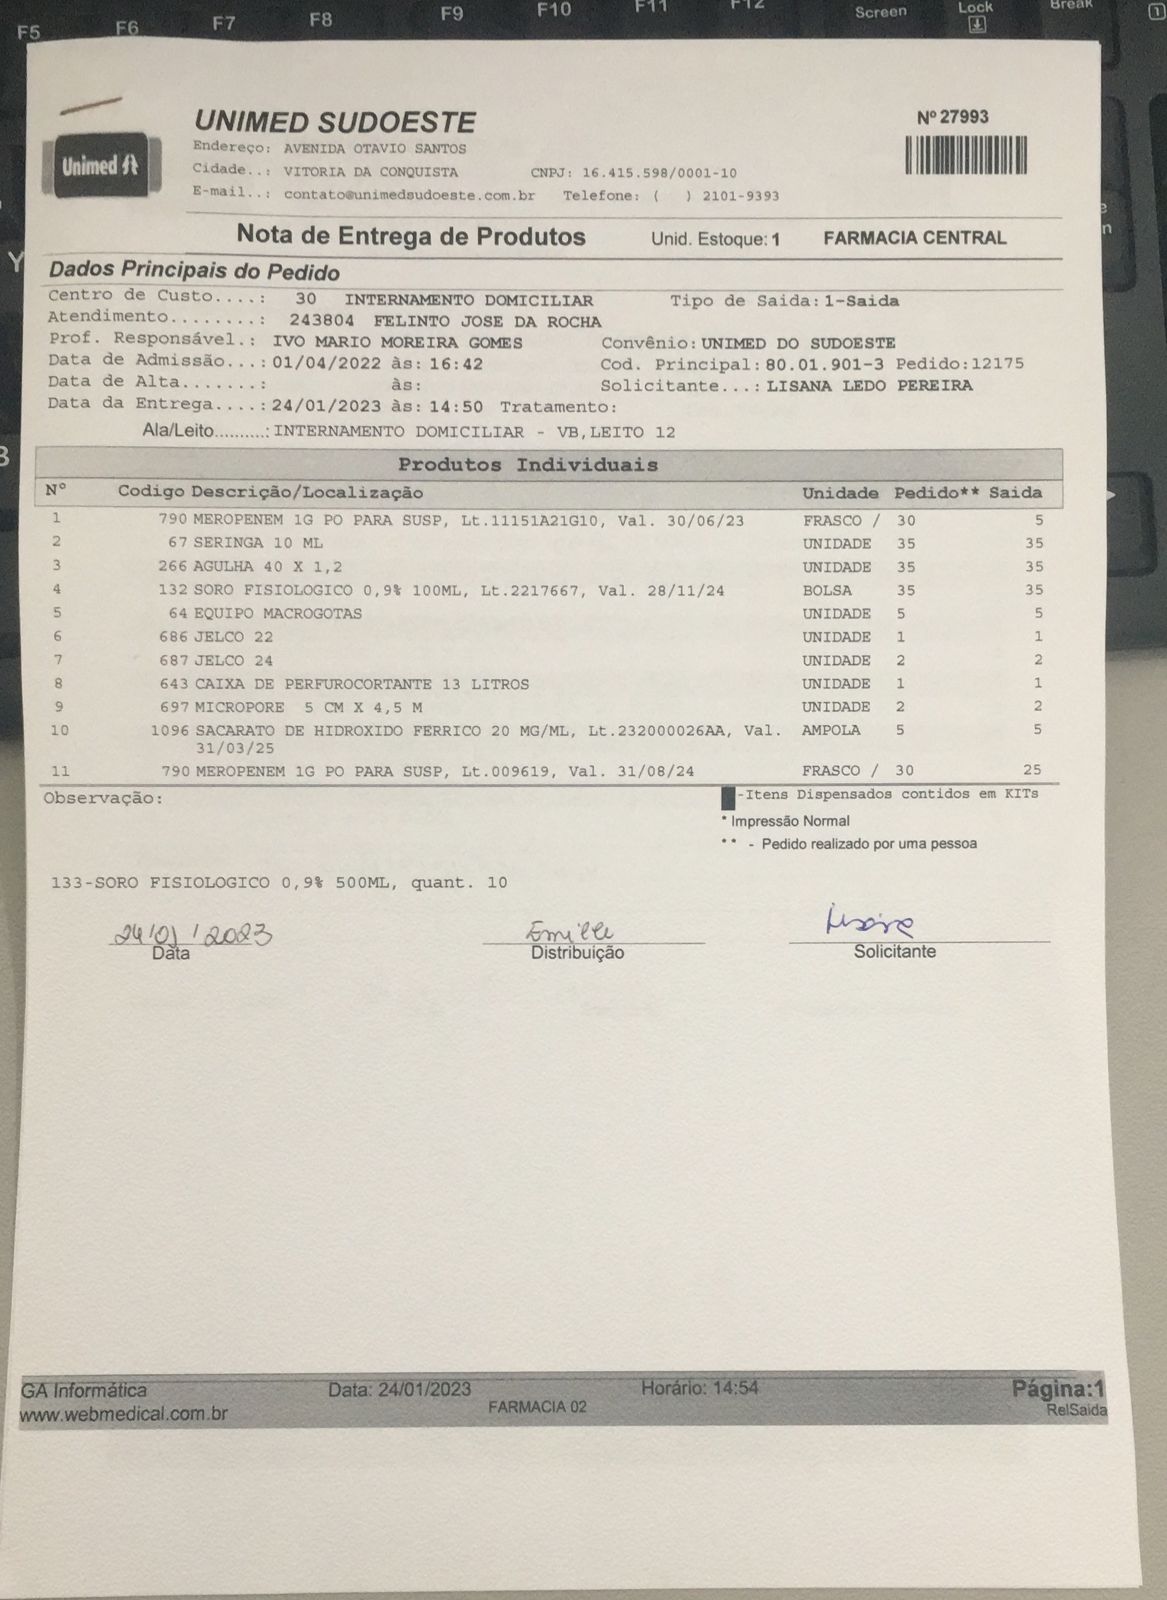 F5 F6 F7 F8 F9 F10 F11 F12 Screen Lock Break
UNIMED SUDOESTE Nº 27993
Unimed
Endereço: AVENIDA OTAVIO SANTOS
Cidade..: VITORIA DA CONQUISTA CNPJ: 16.415.598/0001-10
E-mail..: contato@unimedsudoeste.com.br Telefone: ( ) 2101-9393
Nota de Entrega de Produtos Unid. Estoque: 1 FARMACIA CENTRAL
Dados Principais do Pedido
Centro de Custo....: 30 INTERNAMENTO DOMICILIAR Tipo de Saida: 1-Saida
Atendimento........: 243804 FELINTO JOSE DA ROCHA
Prof. Responsável.: IVO MARIO MOREIRA GOMES Convênio: UNIMED DO SUDOESTE
Data de Admissão...: 01/04/2022 às: 16:42 Cod. Principal: 80.01.901-3 Pedido:12175
Data de Alta.......: às: Solicitante...: LISANA LEDO PEREIRA
Data da Entrega....: 24/01/2023 às: 14:50 Tratamento:
Ala/Leito..........: INTERNAMENTO DOMICILIAR - VB,LEITO 12
Produtos Individuais
Nº Codigo Descrição/Localização Unidade Pedido** Saida
1 790 MEROPENEM 1G PO PARA SUSP, Lt.11151A21G10, Val. 30/06/23 FRASCO / 30 5
2 67 SERINGA 10 ML UNIDADE 35 35
3 266 AGULHA 40 X 1,2 UNIDADE 35 35
4 132 SORO FISIOLOGICO 0,9% 100ML, Lt.2217667, Val. 28/11/24 BOLSA 35 35
5 64 EQUIPO MACROGOTAS UNIDADE 5 5
6 686 JELCO 22 UNIDADE 1 1
7 687 JELCO 24 UNIDADE 2 2
8 643 CAIXA DE PERFUROCORTANTE 13 LITROS UNIDADE 1 1
9 697 MICROPORE 5 CM X 4,5 M UNIDADE 2 2
10 1096 SACARATO DE HIDROXIDO FERRICO 20 MG/ML, Lt.232000026AA, Val. AMPOLA 5 5
31/03/25
11 790 MEROPENEM 1G PO PARA SUSP, Lt.009619, Val. 31/08/24 FRASCO / 30 25
Observação: -Itens Dispensados contidos em KITs
* Impressão Normal
** - Pedido realizado por uma pessoa
133-SORO FISIOLOGICO 0,9% 500ML, quant. 10
24/01/2023 Emille
Data Distribuição Solicitante
GA Informática Data: 24/01/2023 Horário: 14:54 Página:1
www.webmedical.com.br FARMACIA 02 RelSaida